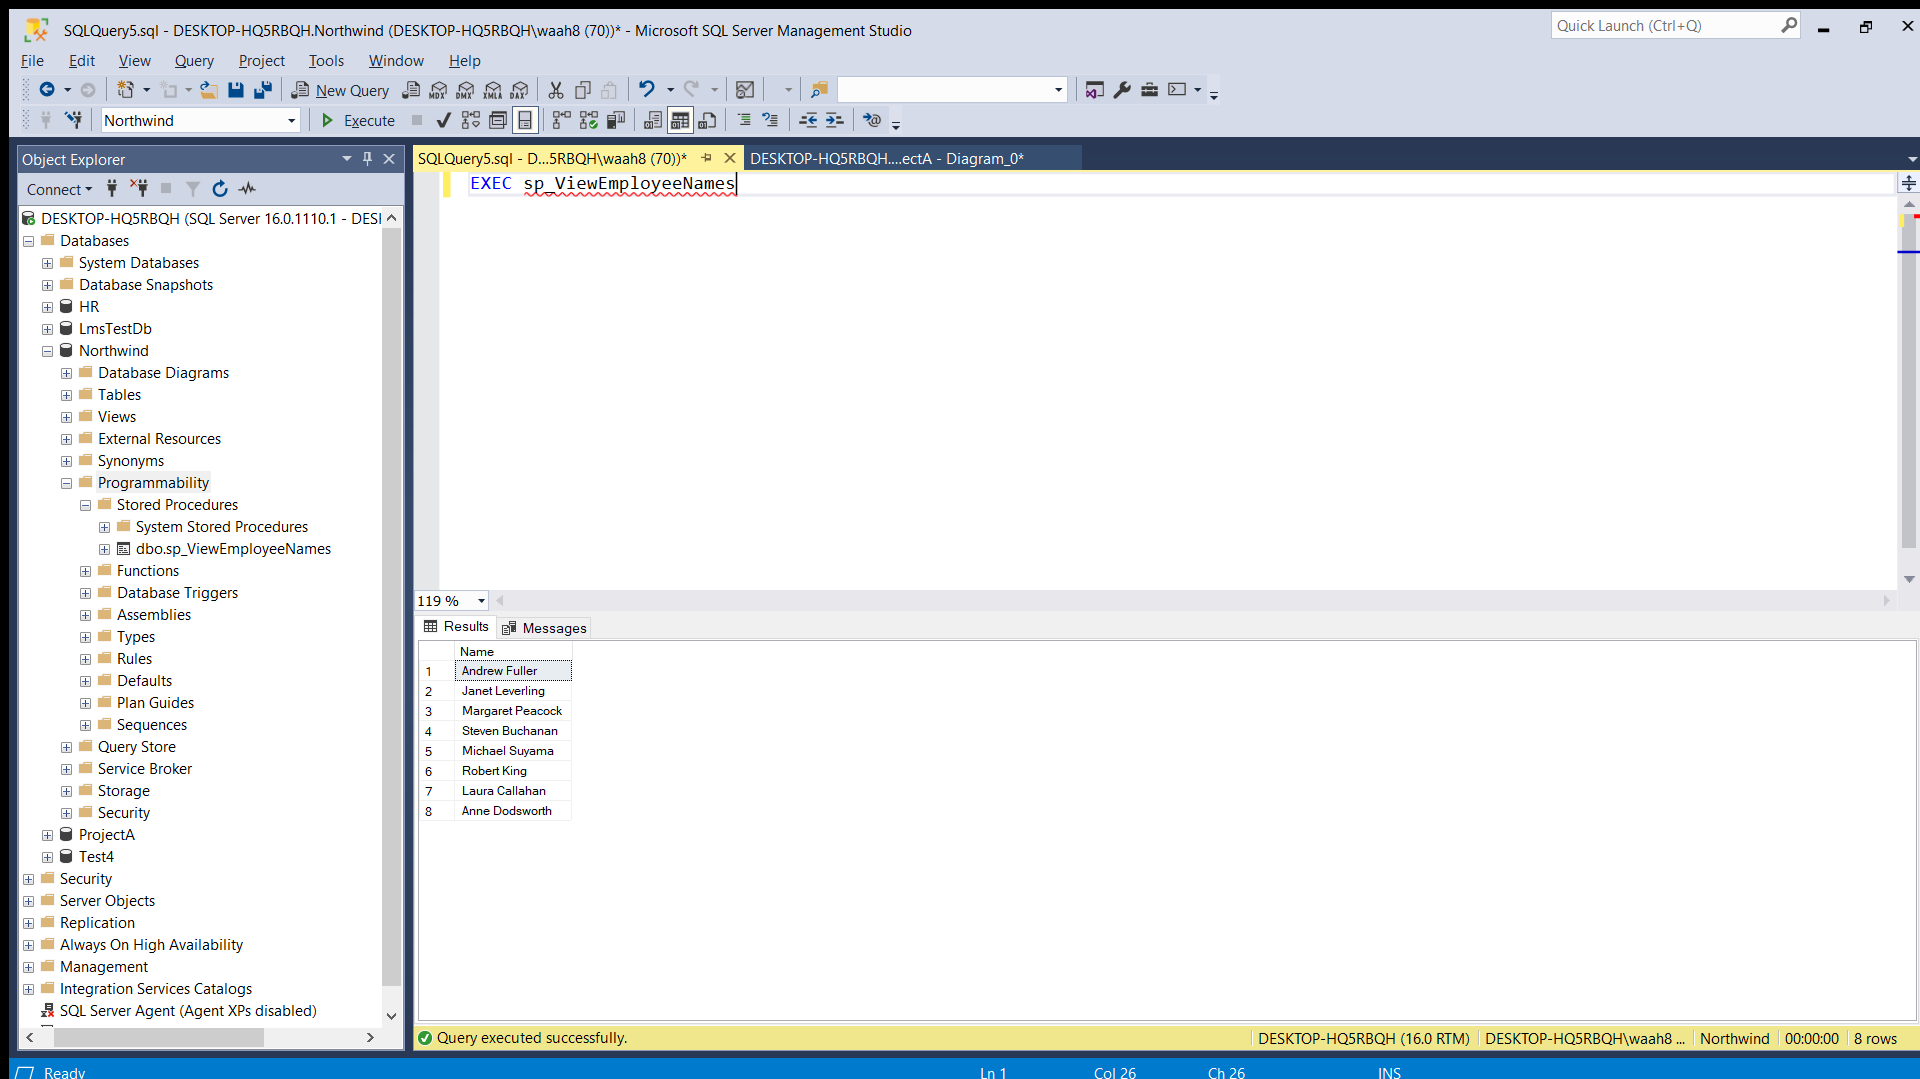 SQLQuery5.sql - DESKTOP-HQ5RBQH.Northwind (DESKTOP-HQ5RBQH\waah8 (70))* - Microsoft SQL Server Management Studio
Quick Launch (Ctrl+Q)
File Edit View Query Project Tools Window Help
New Query MDX DMX XMLA DAX
Northwind Execute
Object Explorer
SQLQuery5.sql - D...5RBQH\waah8 (70))* DESKTOP-HQ5RBQH....ectA - Diagram_0*
Connect
EXEC sp_ViewEmployeeNames
DESKTOP-HQ5RBQH (SQL Server 16.0.1110.1 - DESI
Databases
System Databases
Database Snapshots
HR
LmsTestDb
Northwind
Database Diagrams
Tables
Views
External Resources
Synonyms
Programmability
Stored Procedures
System Stored Procedures
dbo.sp_ViewEmployeeNames
Functions
Database Triggers
Assemblies
Types
Rules
Defaults
Plan Guides
Sequences
Query Store
Service Broker
Storage
Security
ProjectA
Test4
Security
Server Objects
Replication
Always On High Availability
Management
Integration Services Catalogs
SQL Server Agent (Agent XPs disabled)
119 %
Results Messages
Name
1 Andrew Fuller
2 Janet Leverling
3 Margaret Peacock
4 Steven Buchanan
5 Michael Suyama
6 Robert King
7 Laura Callahan
8 Anne Dodsworth
Query executed successfully. DESKTOP-HQ5RBQH (16.0 RTM) DESKTOP-HQ5RBQH\waah8 ... Northwind 00:00:00 8 rows
Ready Ln 1 Col 26 Ch 26 INS